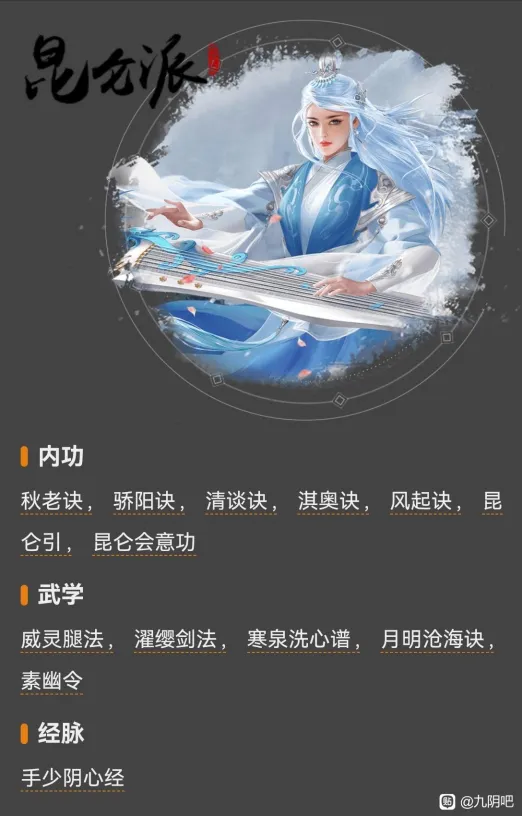 昆仑派
内功
秋老诀， 骄阳诀， 清谈诀， 淇奥诀， 风起诀， 昆
仑引， 昆仑会意功
武学
威灵腿法， 濯缨剑法， 寒泉洗心谱， 月明沧海诀，
素幽令
经脉
手少阴心经
贴 @九阴吧